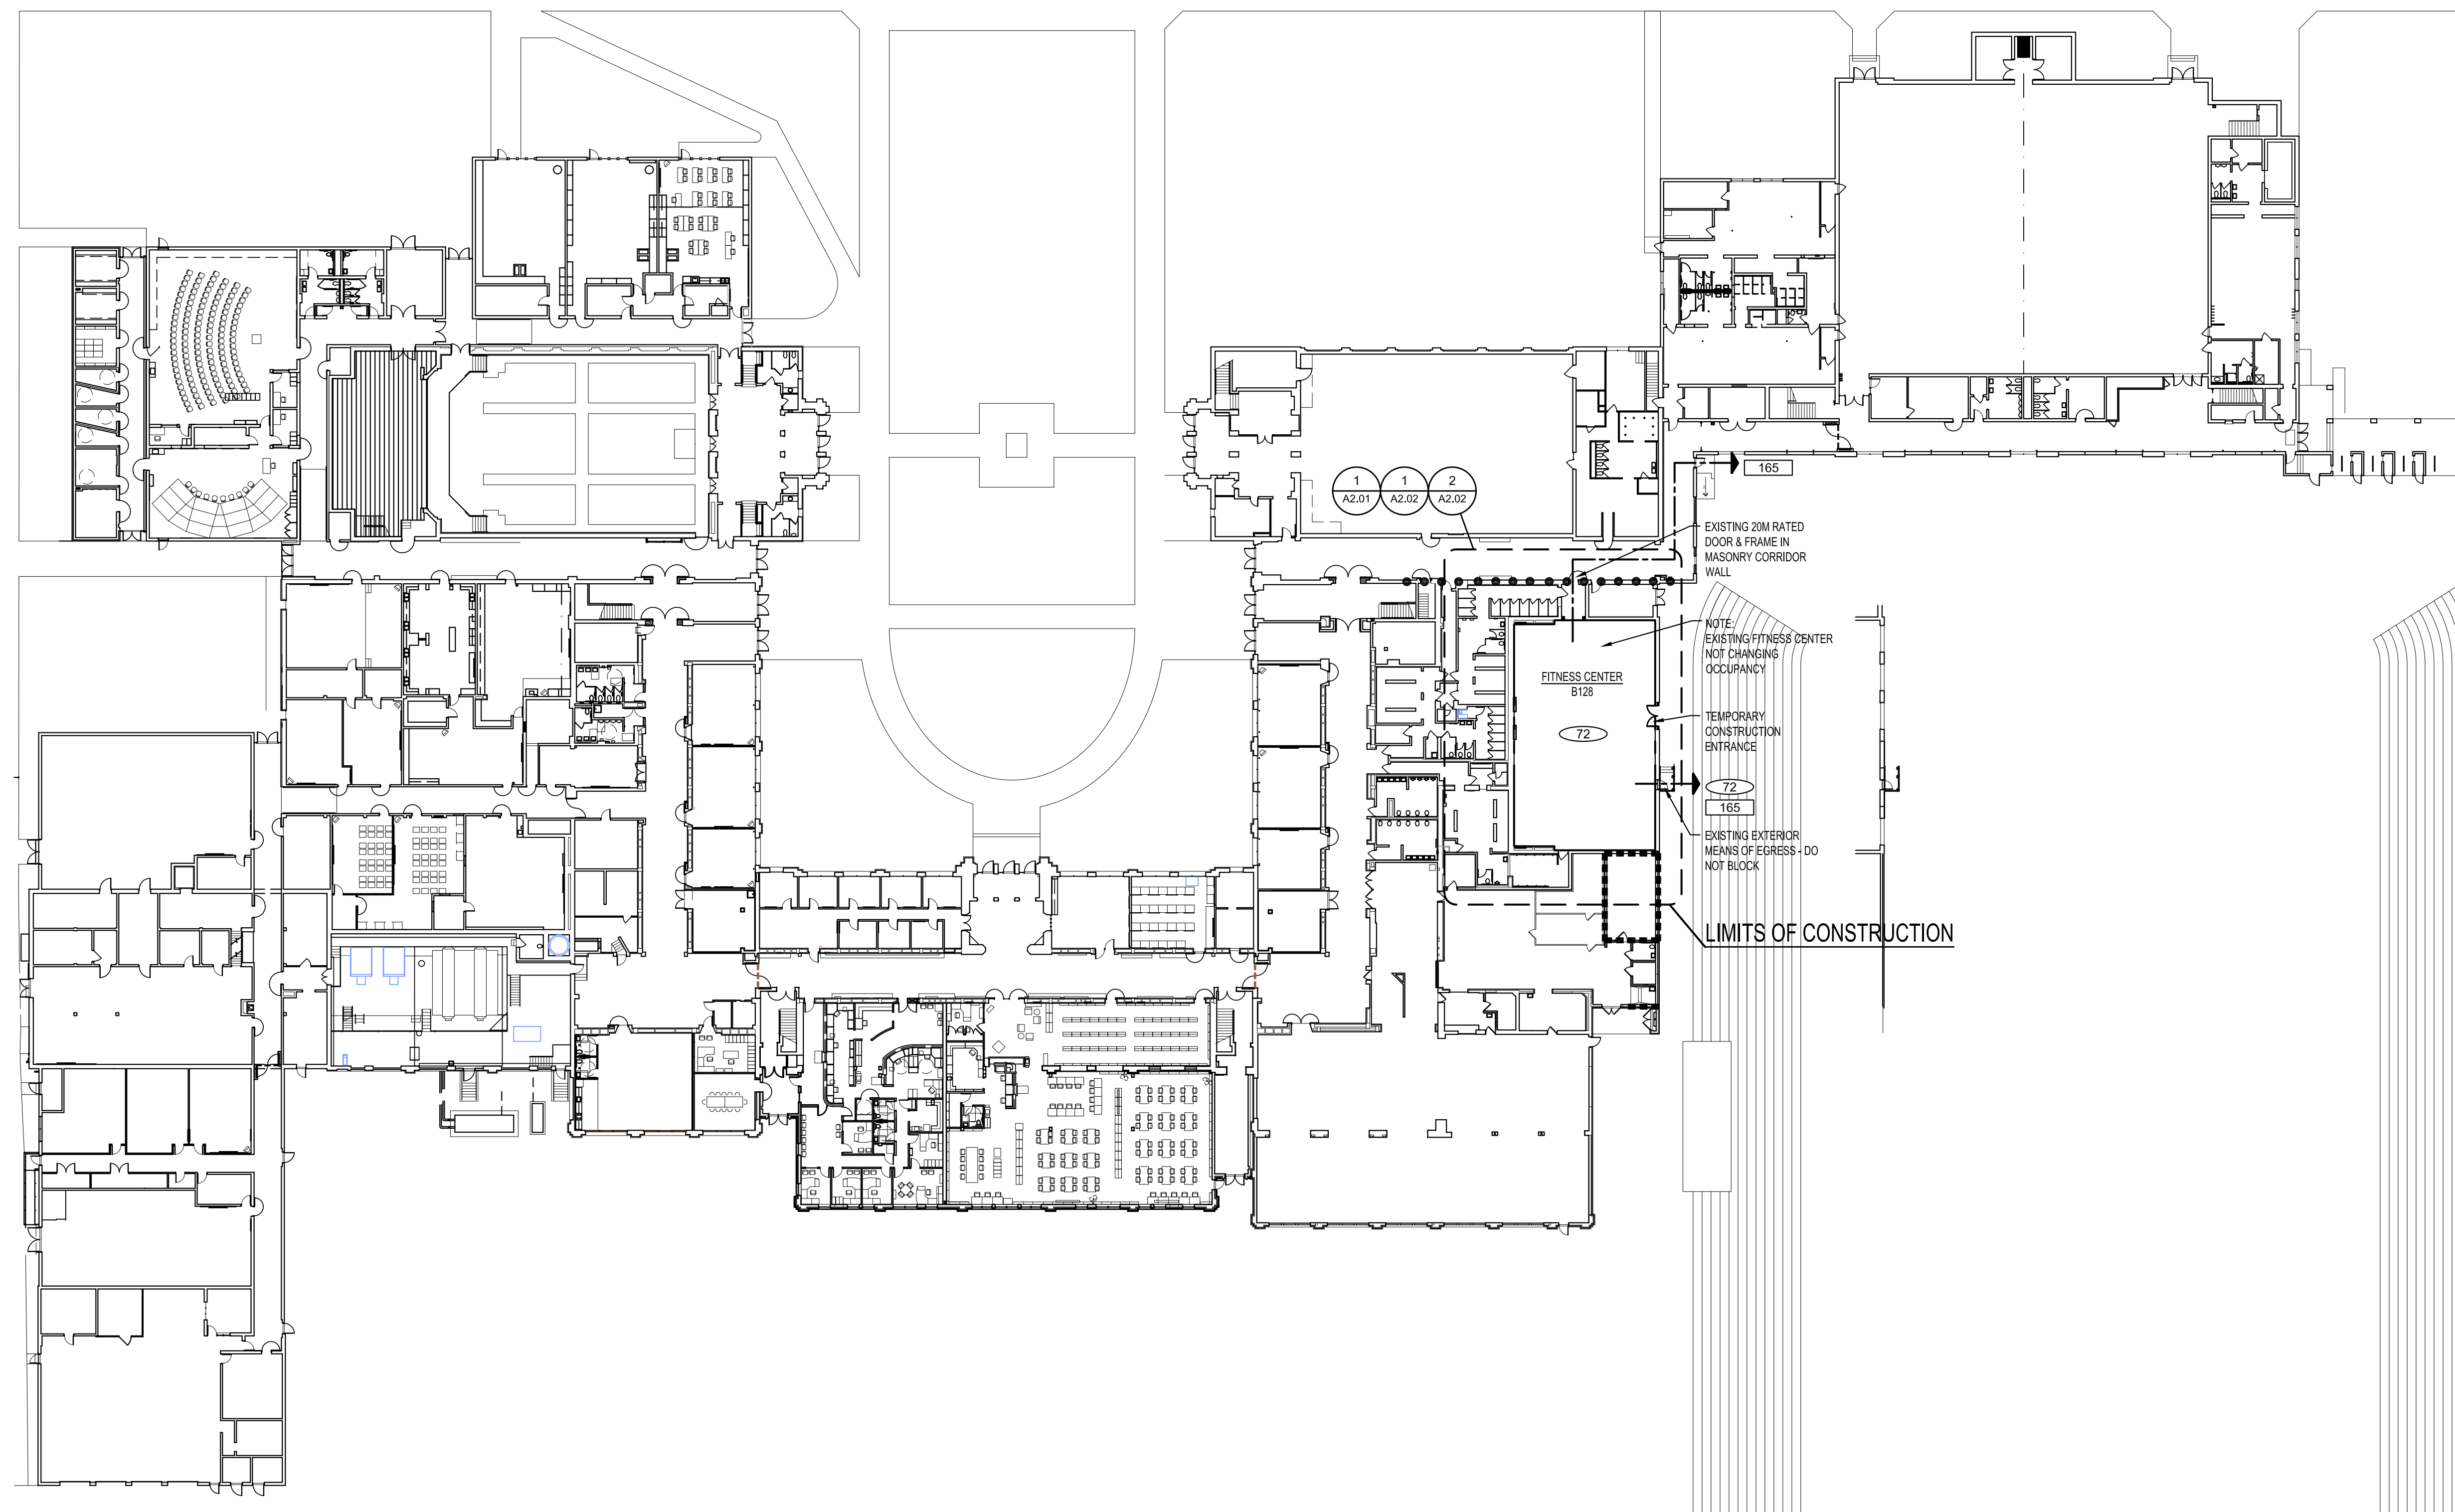 1
A2.01
1
A2.02
2
A2.02
165
EXISTING 20M RATED
DOOR & FRAME IN
MASONRY CORRIDOR
WALL
NOTE:
EXISTING FITNESS CENTER
NOT CHANGING
OCCUPANCY
FITNESS CENTER
B128
72
TEMPORARY
CONSTRUCTION
ENTRANCE
72
165
EXISTING EXTERIOR
MEANS OF EGRESS - DO
NOT BLOCK
LIMITS OF CONSTRUCTION